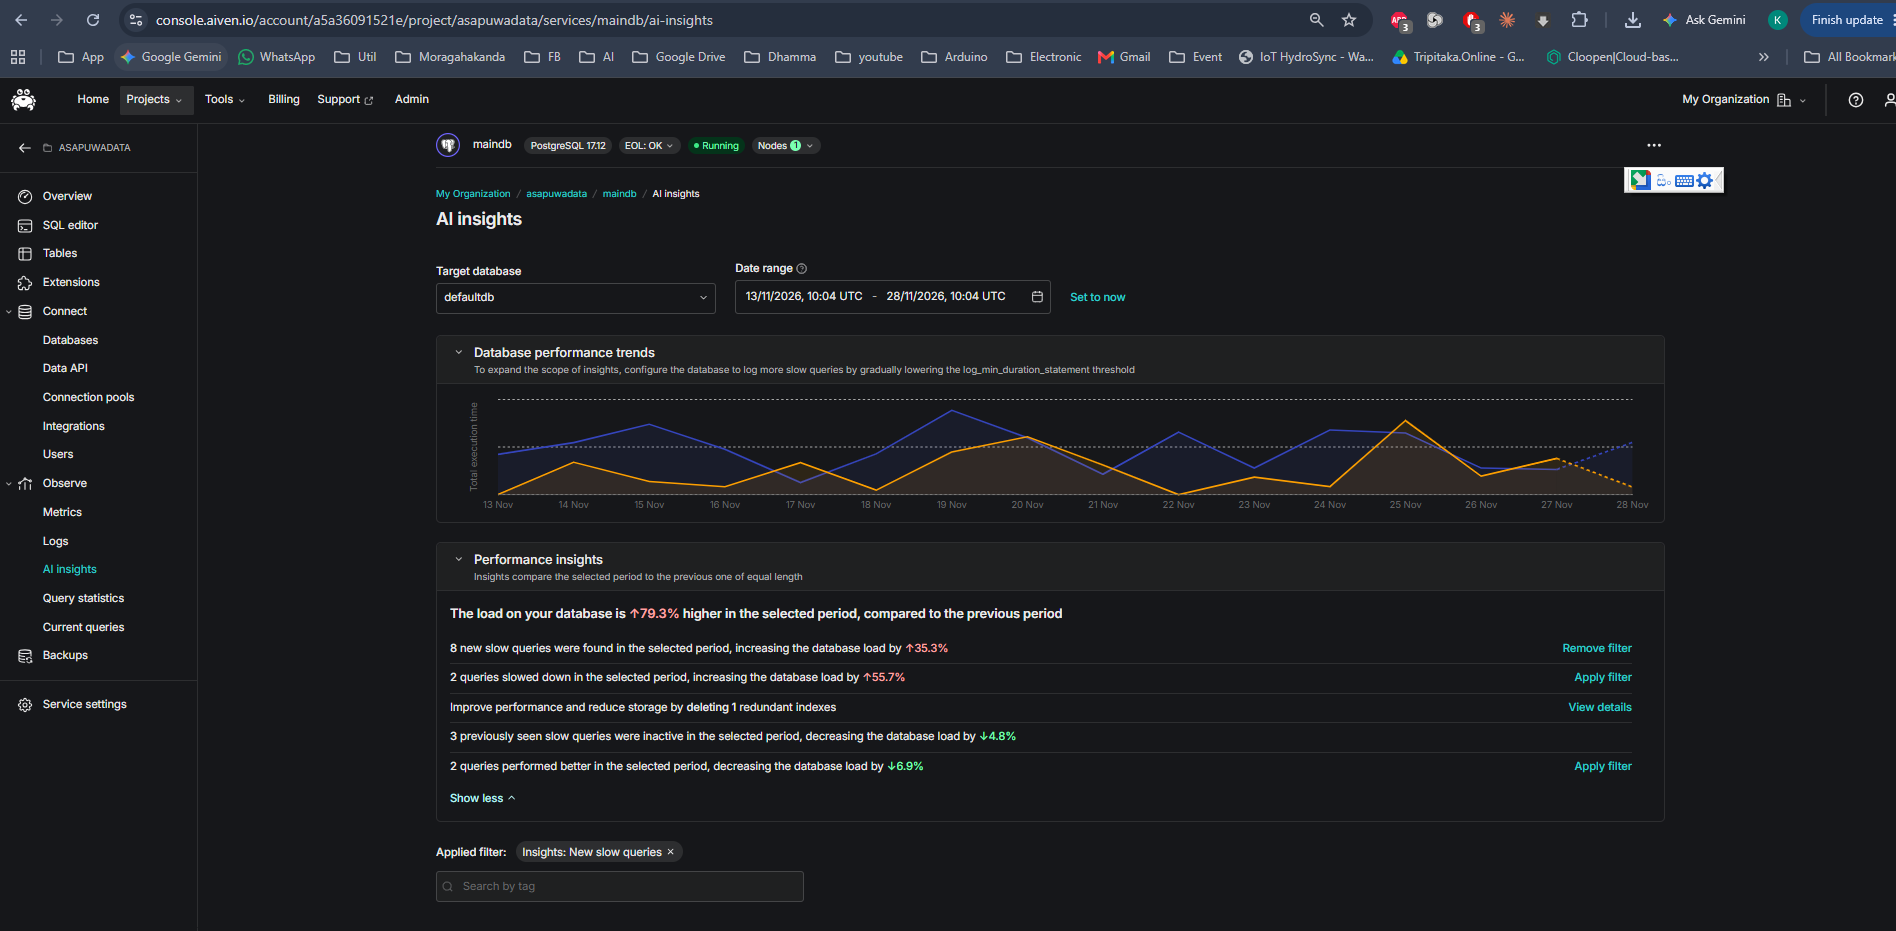 console.aiven.io/account/a5a36091521e/project/asapuwadata/services/maindb/ai-insights
3
3
Ask Gemini
K
Finish update
App
Google Gemini
WhatsApp
Util
Moragahakanda
FB
AI
Google Drive
Dhamma
youtube
Arduino
Electronic
Gmail
Event
IoT HydroSync - Wa...
Tripitaka.Online - G...
Cloopen|Cloud-bas...
»
All Bookmark
Home
Projects
Tools
Billing
Support
Admin
My Organization
ASAPUWADATA
maindb
PostgreSQL 17.12
EOL: OK
Running
Nodes 1
Overview
SQL editor
Tables
Extensions
Connect
Databases
Data API
Connection pools
Integrations
Users
Observe
Metrics
Logs
AI insights
Query statistics
Current queries
Backups
Service settings
My Organization / asapuwadata / maindb / AI insights
AI insights
Target database
defaultdb
Date range
13/11/2026, 10:04 UTC - 28/11/2026, 10:04 UTC
Set to now
Database performance trends
To expand the scope of insights, configure the database to log more slow queries by gradually lowering the log_min_duration_statement threshold
Total execution time
13 Nov 14 Nov 15 Nov 16 Nov 17 Nov 18 Nov 19 Nov 20 Nov 21 Nov 22 Nov 23 Nov 24 Nov 25 Nov 26 Nov 27 Nov 28 Nov
Performance insights
Insights compare the selected period to the previous one of equal length
The load on your database is ↑79.3% higher in the selected period, compared to the previous period
8 new slow queries were found in the selected period, increasing the database load by ↑35.3%
Remove filter
2 queries slowed down in the selected period, increasing the database load by ↑55.7%
Apply filter
Improve performance and reduce storage by deleting 1 redundant indexes
View details
3 previously seen slow queries were inactive in the selected period, decreasing the database load by ↓4.8%
2 queries performed better in the selected period, decreasing the database load by ↓6.9%
Apply filter
Show less
Applied filter:
Insights: New slow queries ×
Search by tag